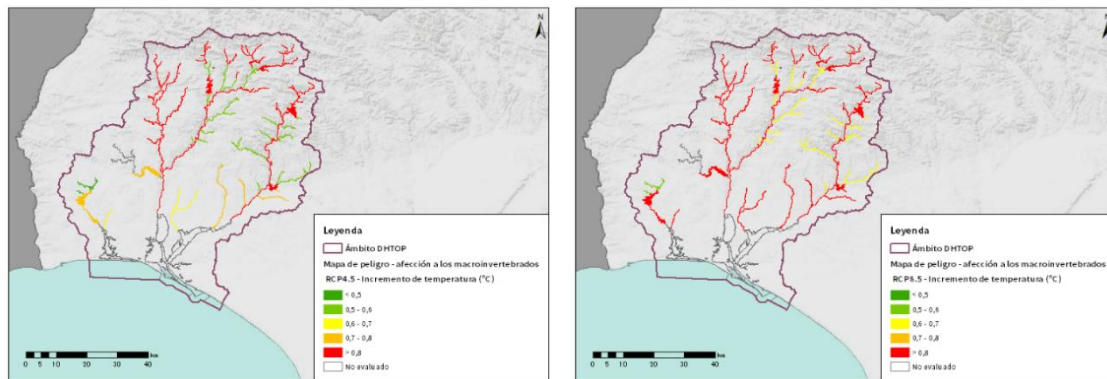 N
Leyenda
Ámbito DHTOP
Mapa de peligro - afección a los macroinvertebrados
RCP4.5 - Incremento de temperatura (°C)
< 0,5
0,5 - 0,6
0,6 - 0,7
0,7 - 0,8
> 0,8
No evaluado
0 5 10 20 30 40 km
N
Leyenda
Ámbito DHTOP
Mapa de peligro - afección a los macroinvertebrados
RCP8.5 - Incremento de temperatura (°C)
< 0,5
0,5 - 0,6
0,6 - 0,7
0,7 - 0,8
> 0,8
No evaluado
0 5 10 20 30 40 km